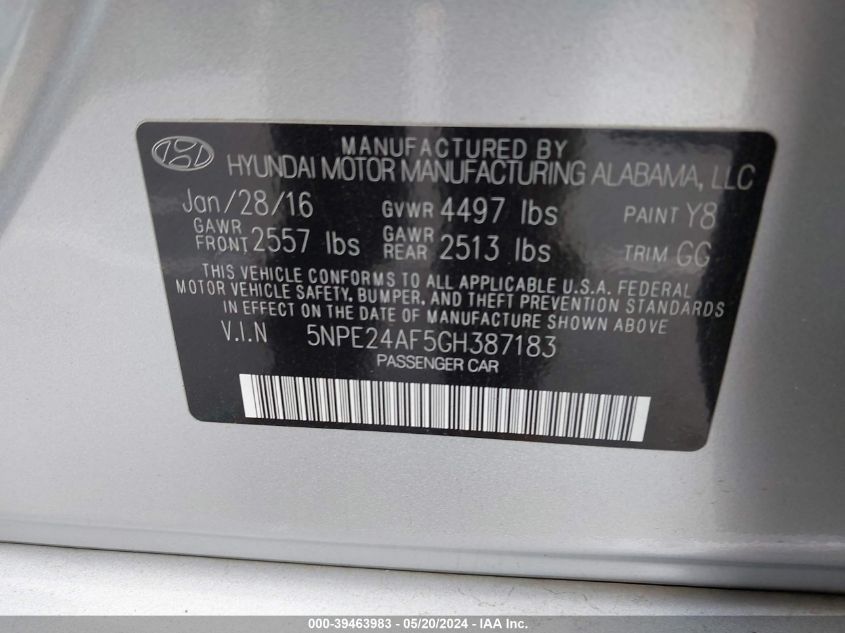 MANUFACTURED BY
HYUNDAI MOTOR MANUFACTURING ALABAMA, LLC
Jan/28/16 GVWR 4497 lbs PAINT Y8
GAWR FRONT 2557 lbs GAWR REAR 2513 lbs TRIM GG
THIS VEHICLE CONFORMS TO ALL APPLICABLE U.S.A. FEDERAL
MOTOR VEHICLE SAFETY, BUMPER, AND THEFT PREVENTION STANDARDS
IN EFFECT ON THE DATE OF MANUFACTURE SHOWN ABOVE
V.I.N 5NPE24AF5GH387183
PASSENGER CAR
000-39463983 / 05/20/2024 - IAA Inc.